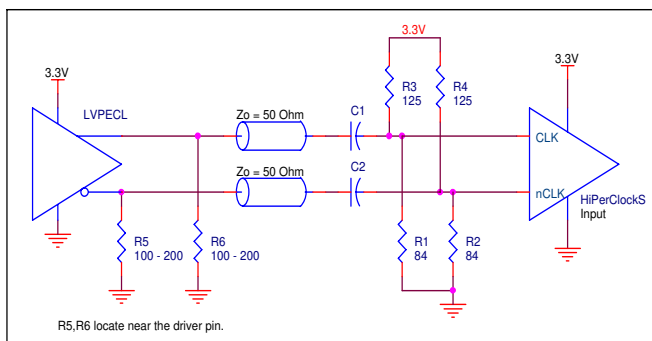 3.3V
3.3V
3.3V
LVPECL
R3
125
R4
125
Zo = 50 Ohm
C1
CLK
Zo = 50 Ohm
C2
nCLK
HiPerClockS
Input
R5
100 - 200
R6
100 - 200
R1
84
R2
84
R5,R6 locate near the driver pin.